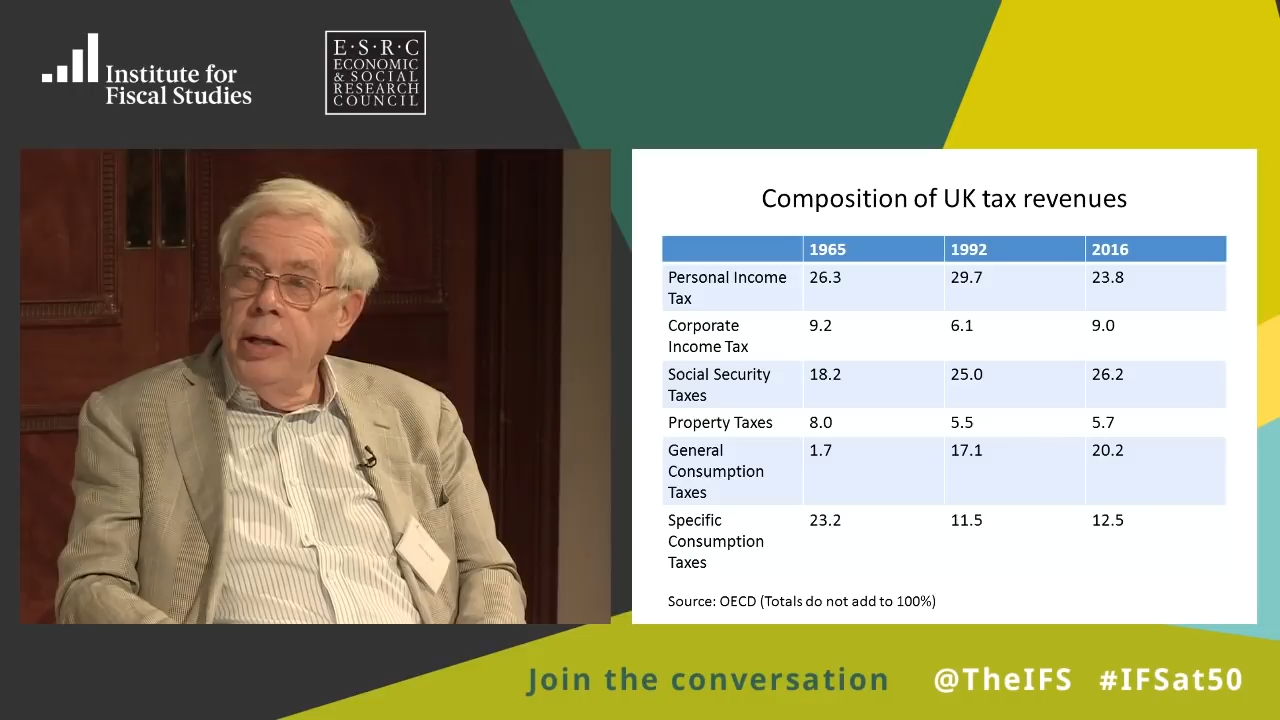 Institute for
Fiscal Studies
E·S·R·C
ECONOMIC
& SOCIAL
RESEARCH
COUNCIL
Composition of UK tax revenues
1965 1992 2016
Personal Income
Tax
26.3 29.7 23.8
Corporate
Income Tax
9.2 6.1 9.0
Social Security
Taxes
18.2 25.0 26.2
Property Taxes 8.0 5.5 5.7
General
Consumption
Taxes
1.7 17.1 20.2
Specific
Consumption
Taxes
23.2 11.5 12.5
Source: OECD (Totals do not add to 100%)
Join the conversation @TheIFS #IFSat50